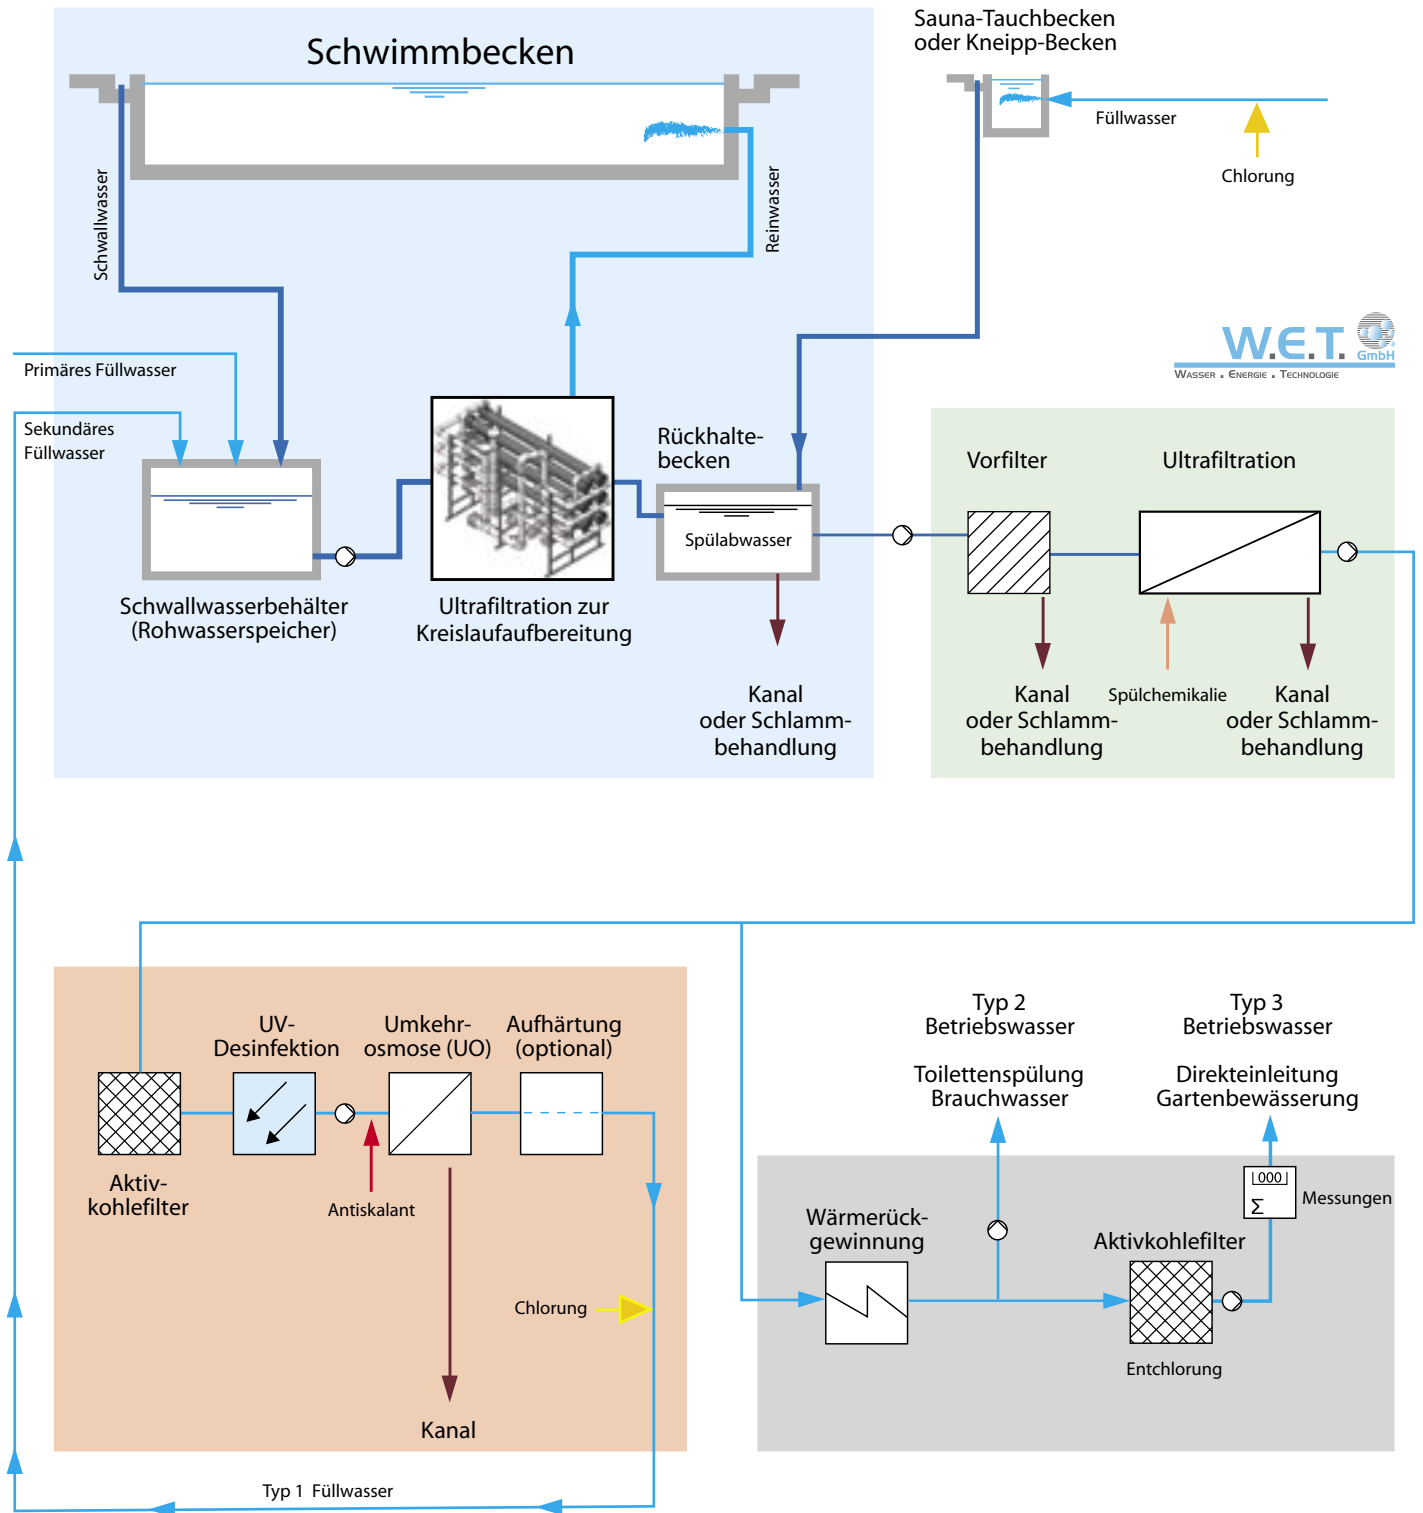 Schwimmbecken
Sauna-Tauchbecken
oder Kneipp-Becken
Füllwasser
Chlorung
Schwallwasser
Reinwasser
W.E.T.
GmbH
Wasser . Energie . Technologie
Primäres Füllwasser
Sekundäres
Füllwasser
Rückhalte-
becken
Spülabwasser
Vorfilter
Ultrafiltration
Schwallwasserbehälter
(Rohwasserspeicher)
Ultrafiltration zur
Kreislaufaufbereitung
Kanal
oder Schlamm-
behandlung
Kanal
oder Schlamm-
behandlung
Spülchemikalie
Kanal
oder Schlamm-
behandlung
UV-
Desinfektion
Umkehr-
osmose (UO)
Aufhärtung
(optional)
Aktiv-
kohlefilter
Antiskalant
Chlorung
Kanal
Typ 1 Füllwasser
Typ 2
Betriebswasser
Toilettenspülung
Brauchwasser
Typ 3
Betriebswasser
Direkteinleitung
Gartenbewässerung
000
Σ
Messungen
Wärmerück-
gewinnung
Aktivkohlefilter
Entchlorung